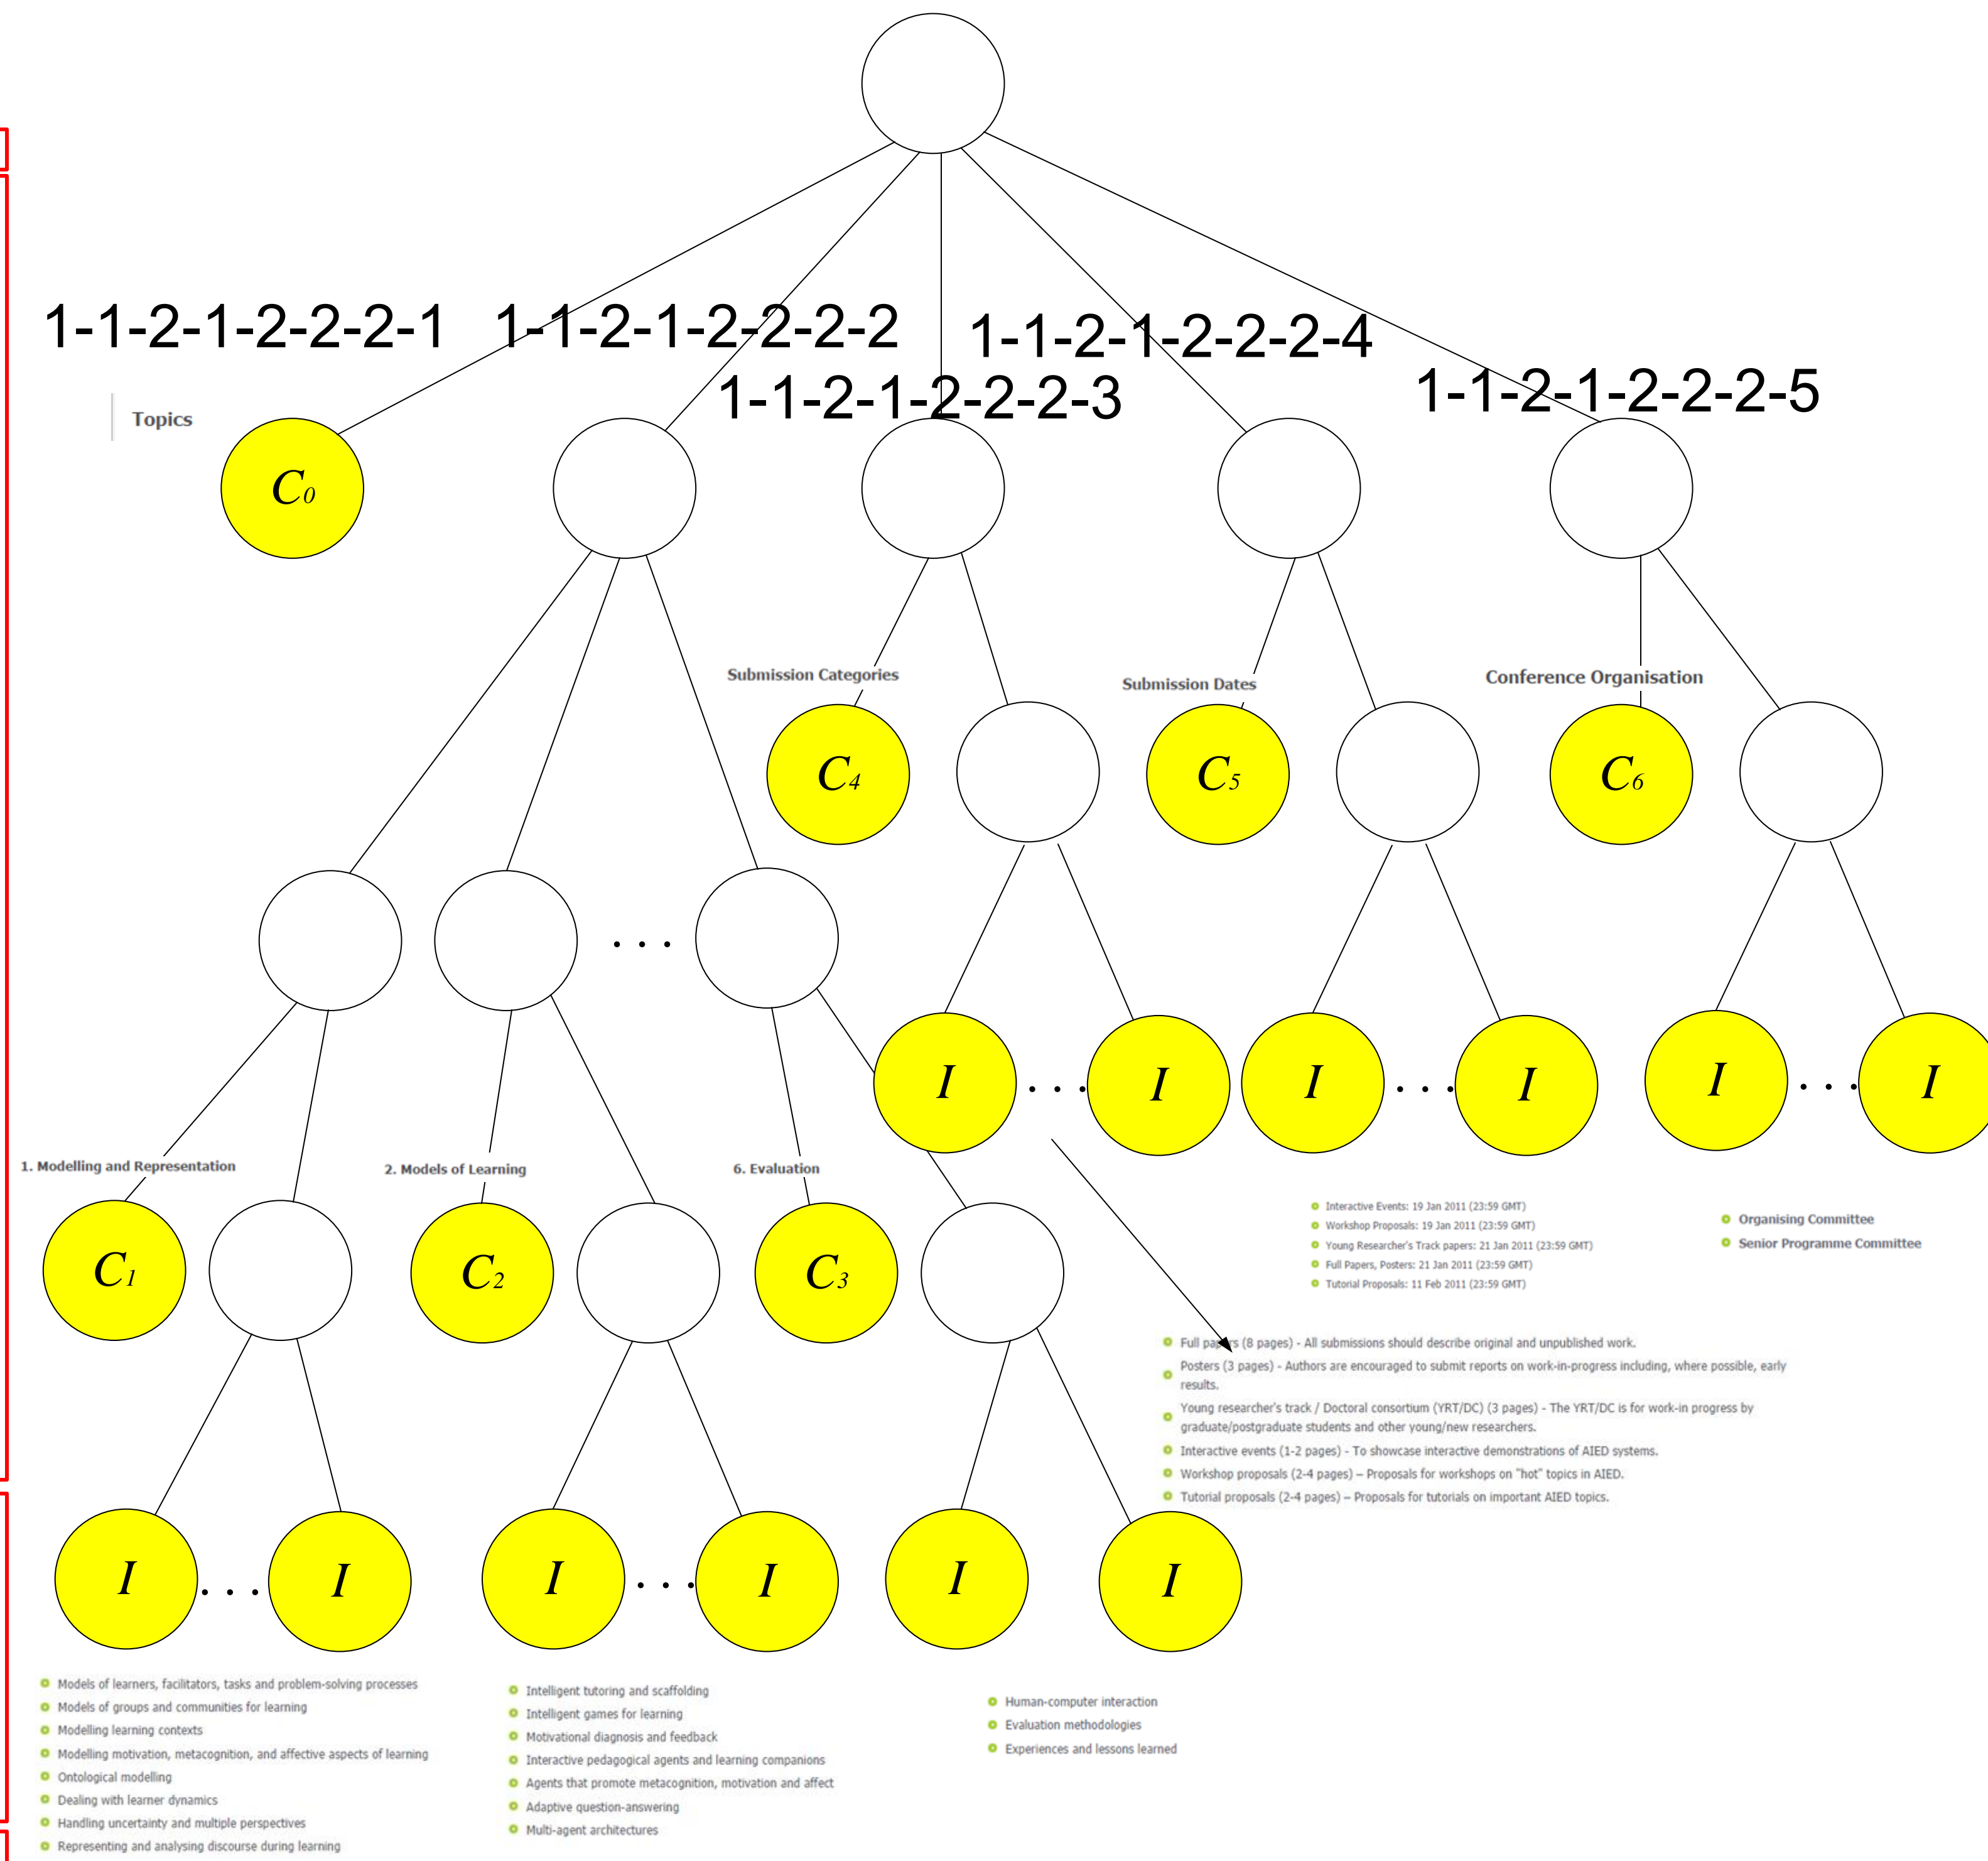 1-1-2-1-2-2-2-1
1-1-2-1-2-2-2-2
1-1-2-1-2-2-2-4
1-1-2-1-2-2-2-3
1-1-2-1-2-2-2-5
Topics
C0
Submission Categories
Submission Dates
Conference Organisation
C4
C5
C6
. . .
I . . . I
I . . . I
I . . . I
1. Modelling and Representation
2. Models of Learning
6. Evaluation
C1
C2
C3
Interactive Events: 19 Jan 2011 (23:59 GMT)
Workshop Proposals: 19 Jan 2011 (23:59 GMT)
Young Researcher's Track papers: 21 Jan 2011 (23:59 GMT)
Full Papers, Posters: 21 Jan 2011 (23:59 GMT)
Tutorial Proposals: 11 Feb 2011 (23:59 GMT)
Organising Committee
Senior Programme Committee
Full papers (8 pages) - All submissions should describe original and unpublished work.
Posters (3 pages) - Authors are encouraged to submit reports on work-in-progress including, where possible, early
results.
Young researcher's track / Doctoral consortium (YRT/DC) (3 pages) - The YRT/DC is for work-in progress by
graduate/postgraduate students and other young/new researchers.
Interactive events (1-2 pages) - To showcase interactive demonstrations of AIED systems.
Workshop proposals (2-4 pages) – Proposals for workshops on "hot" topics in AIED.
Tutorial proposals (2-4 pages) – Proposals for tutorials on important AIED topics.
I . . . I
I . . . I
I
I
Models of learners, facilitators, tasks and problem-solving processes
Models of groups and communities for learning
Modelling learning contexts
Modelling motivation, metacognition, and affective aspects of learning
Ontological modelling
Dealing with learner dynamics
Handling uncertainty and multiple perspectives
Representing and analysing discourse during learning
Intelligent tutoring and scaffolding
Intelligent games for learning
Motivational diagnosis and feedback
Interactive pedagogical agents and learning companions
Agents that promote metacognition, motivation and affect
Adaptive question-answering
Multi-agent architectures
Human-computer interaction
Evaluation methodologies
Experiences and lessons learned